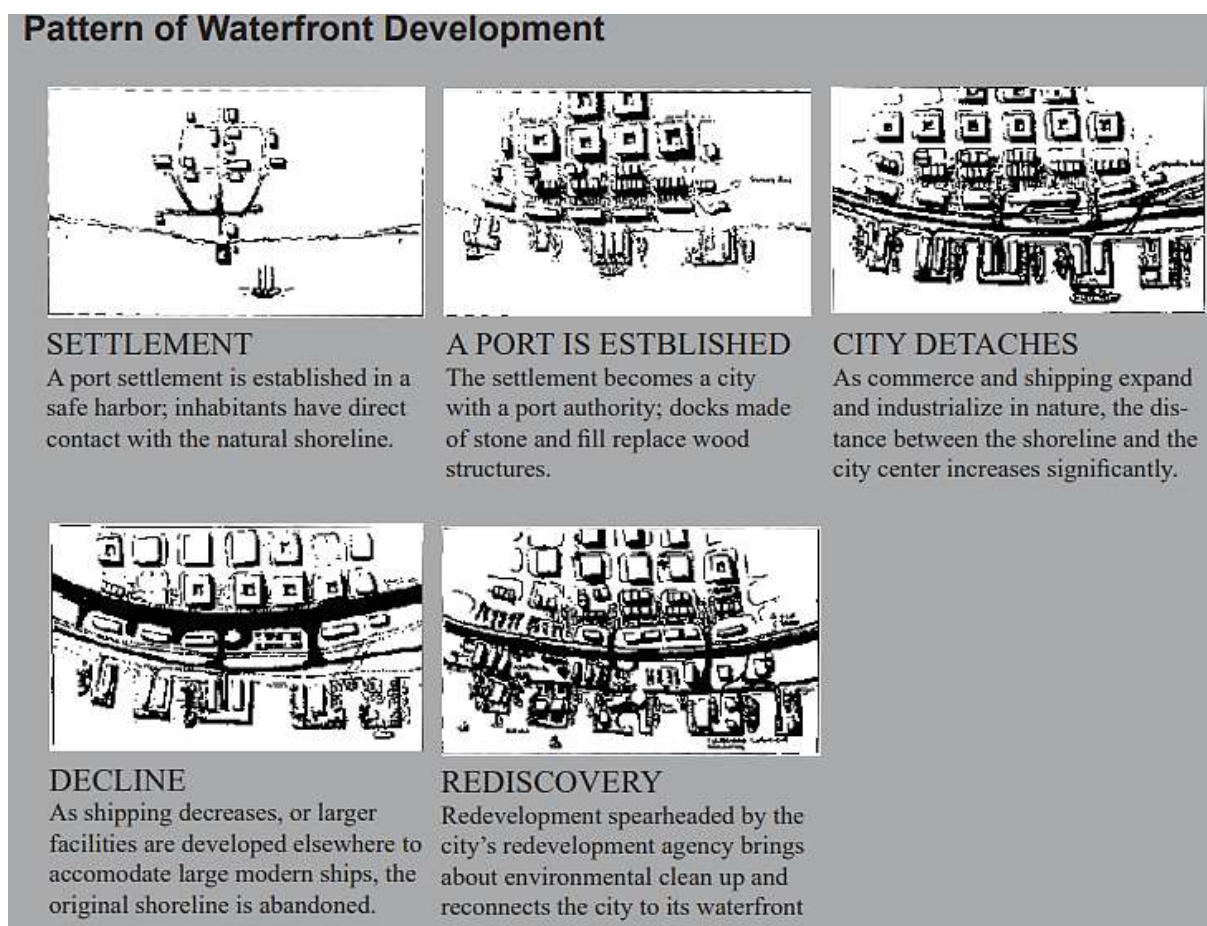 Pattern of Waterfront Development
SETTLEMENT
A port settlement is established in a
safe harbor; inhabitants have direct
contact with the natural shoreline.
A PORT IS ESTBLISHED
The settlement becomes a city
with a port authority; docks made
of stone and fill replace wood
structures.
CITY DETACHES
As commerce and shipping expand
and industrialize in nature, the dis-
tance between the shoreline and the
city center increases significantly.
DECLINE
As shipping decreases, or larger
facilities are developed elsewhere to
accomodate large modern ships, the
original shoreline is abandoned.
REDISCOVERY
Redevelopment spearheaded by the
city's redevelopment agency brings
about environmental clean up and
reconnects the city to its waterfront